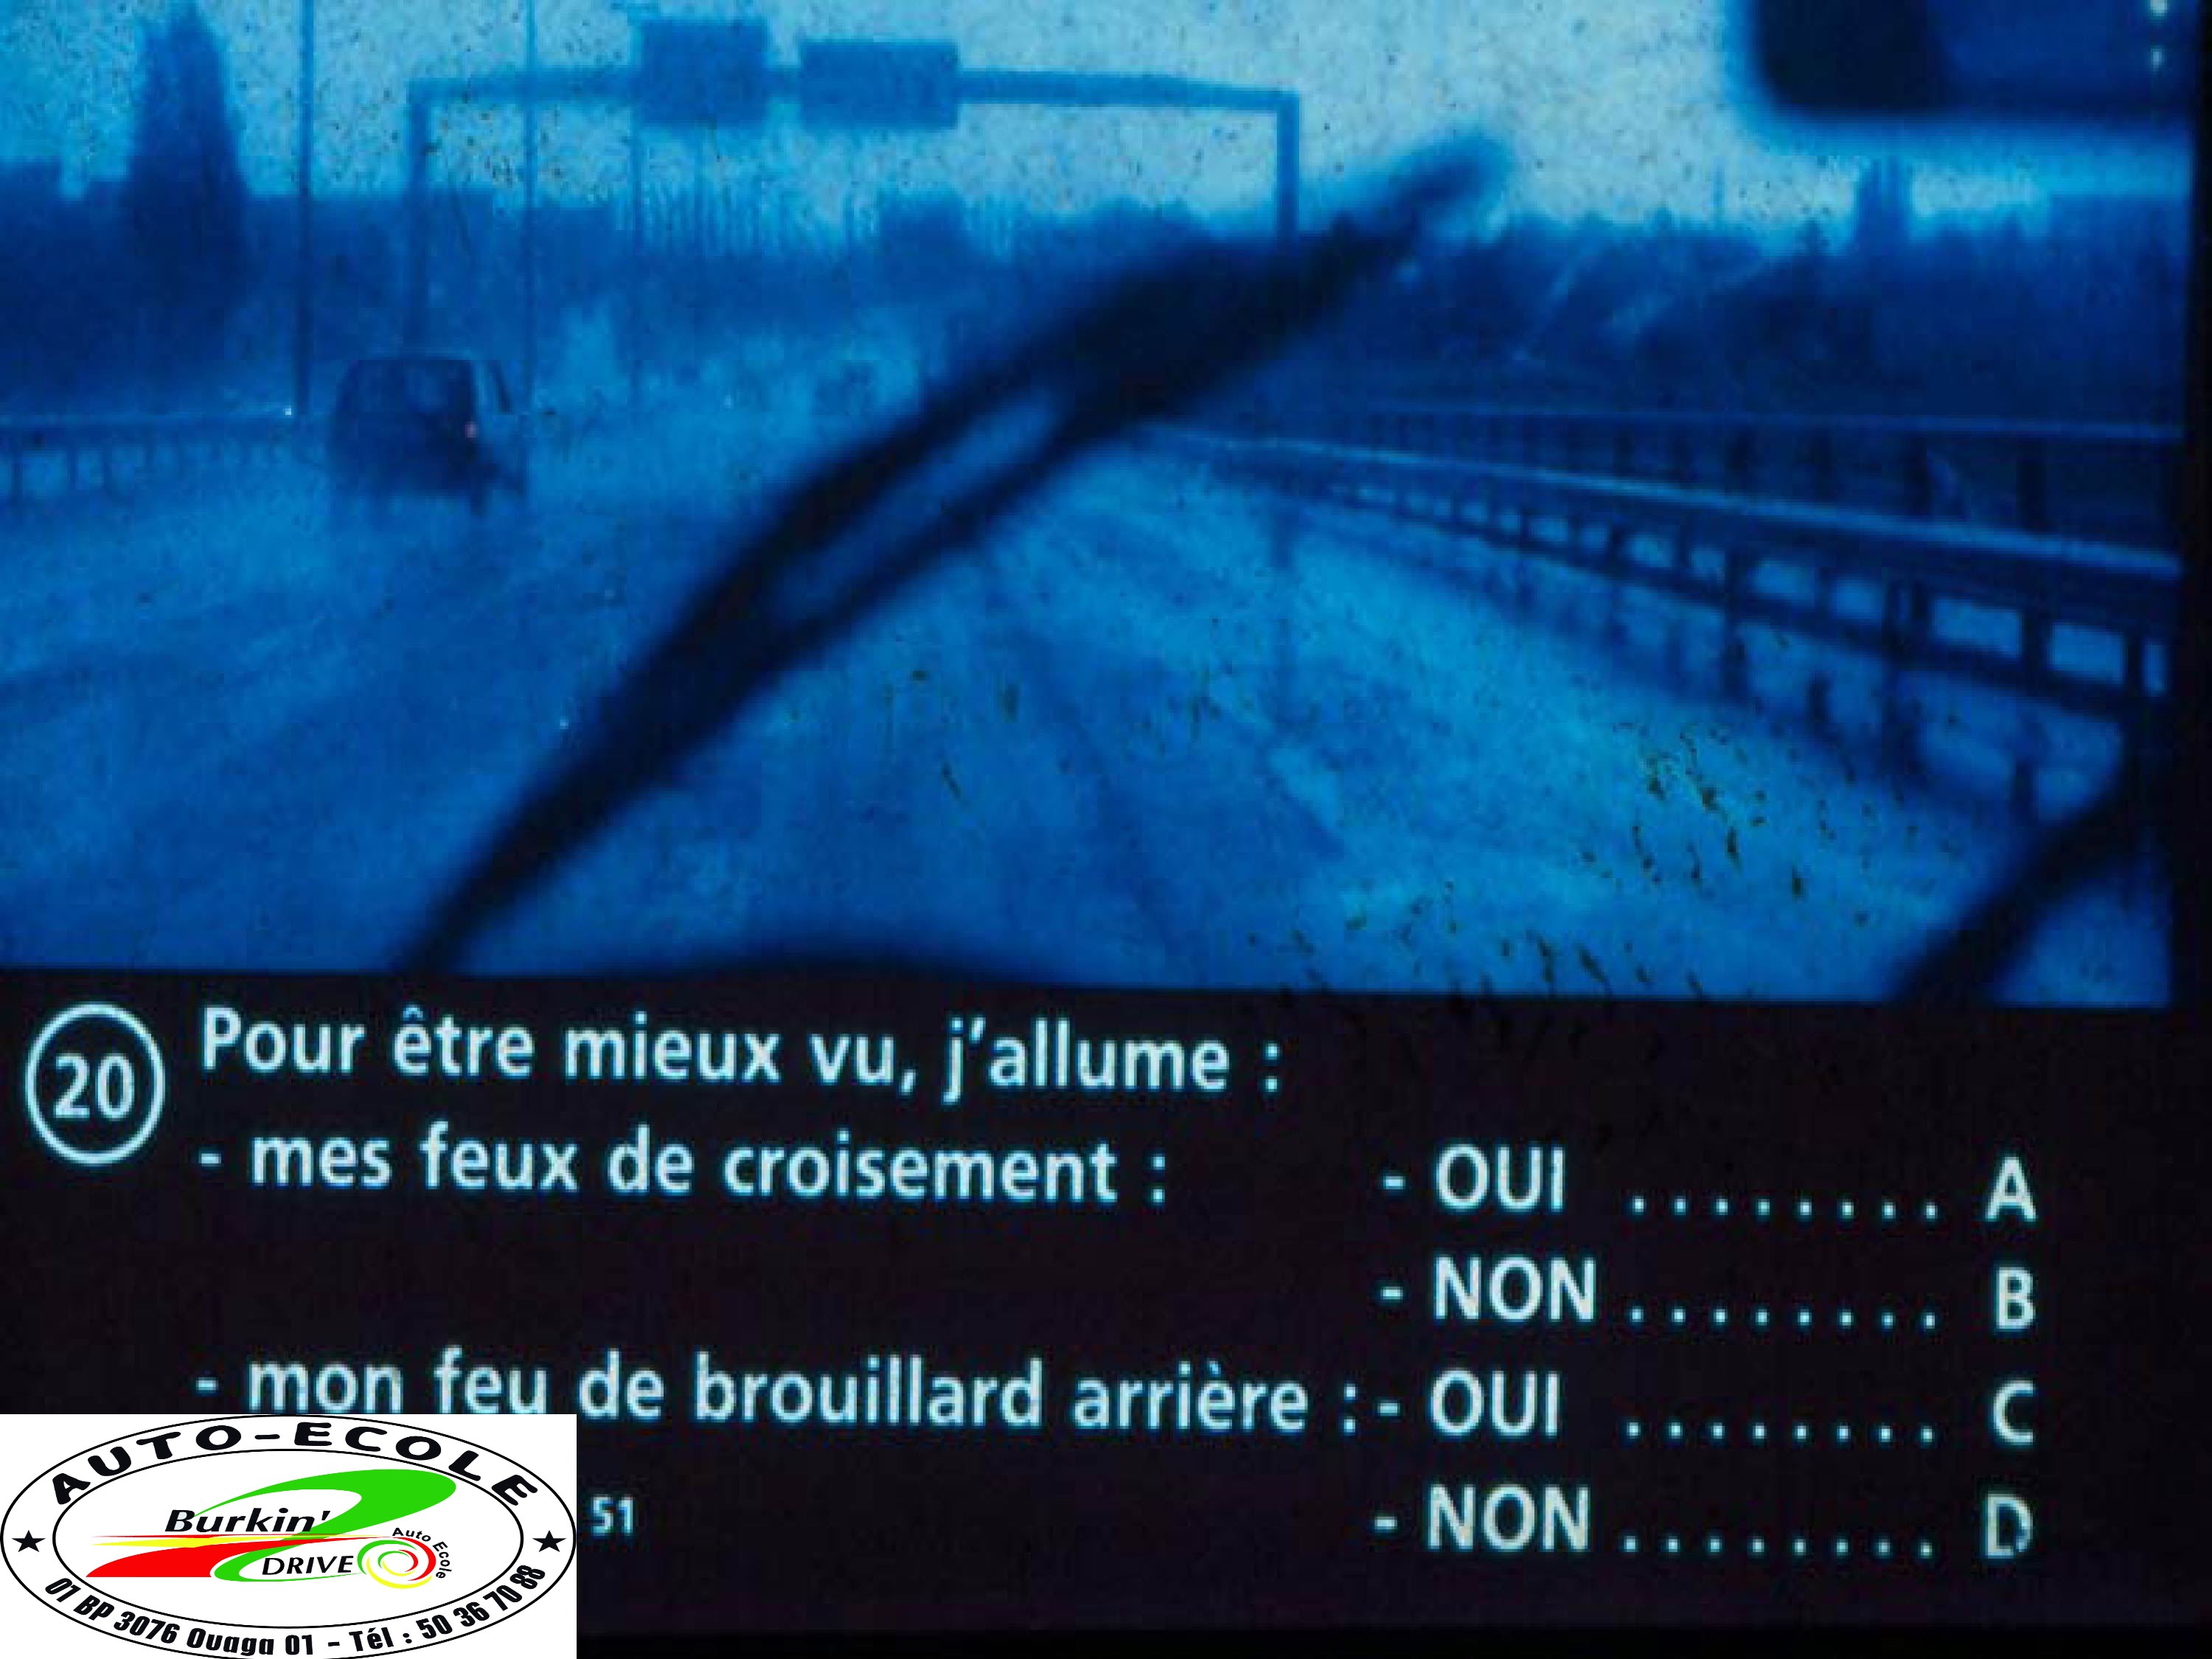 20 Pour être mieux vu, j'allume :
- mes feux de croisement : - OUI ........ A
- NON ........ B
- mon feu de brouillard arrière : - OUI ........ C
- NON ........ D
51
AUTO-ECOLE
Burkin'
DRIVE
Auto Ecole
01 BP 3076 Ouaga 01 - Tél : 50 36 70 88